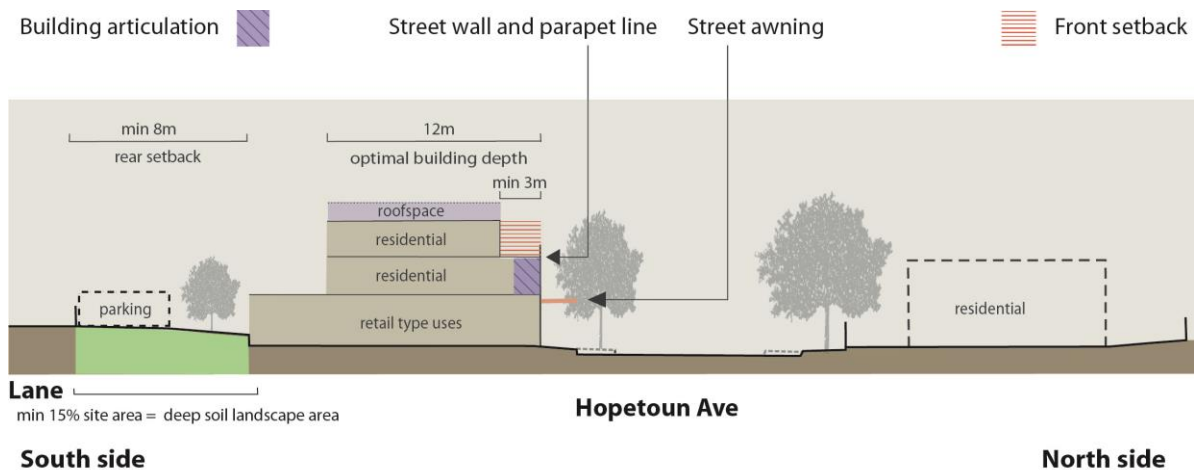 Building articulation
Street wall and parapet line
Street awning
Front setback
min 8m
rear setback
12m
optimal building depth
min 3m
roofspace
residential
residential
parking
retail type uses
residential
Lane
min 15% site area = deep soil landscape area
Hopetoun Ave
South side
North side